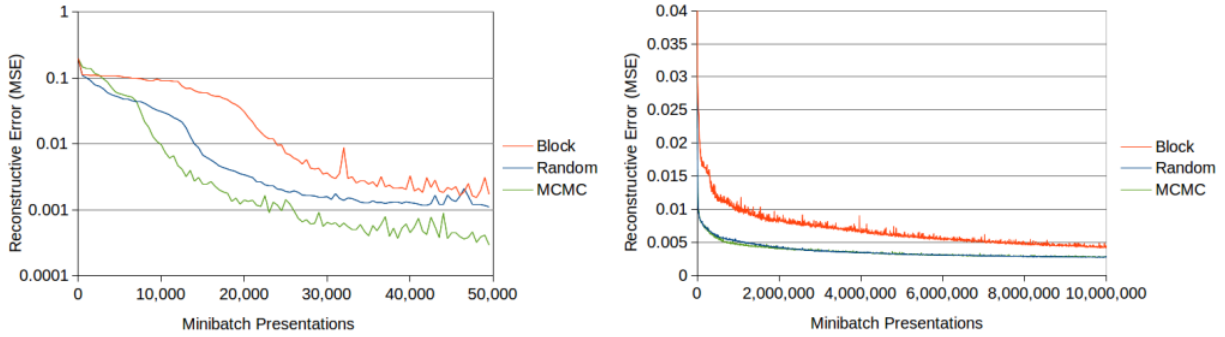 Reconstructive Error (MSE)
1
0.1
0.01
0.001
0.0001
0
10,000
20,000
30,000
40,000
50,000
Minibatch Presentations
Block
Random
MCMC
Reconstructive Error (MSE)
0.04
0.035
0.03
0.025
0.02
0.015
0.01
0.005
0
0
2,000,000
4,000,000
6,000,000
8,000,000
10,000,000
Minibatch Presentations
Block
Random
MCMC